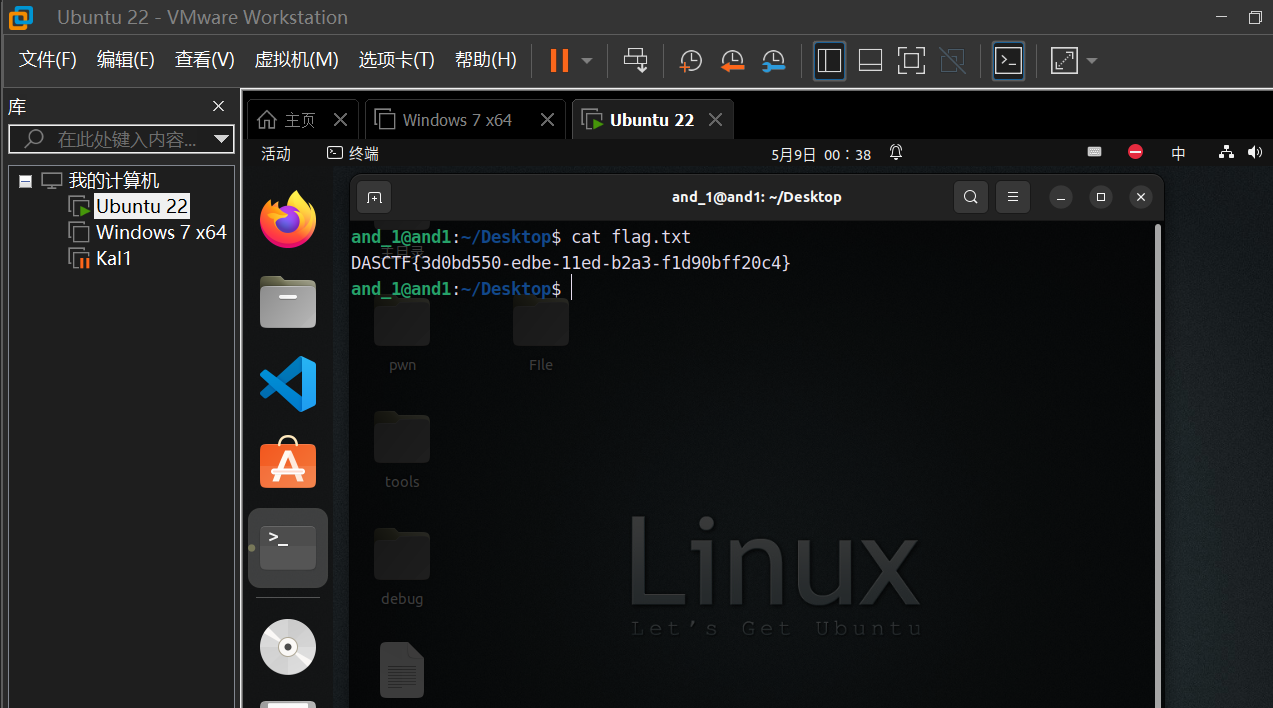 Ubuntu 22 - VMware Workstation
文件(F) 编辑(E) 查看(V) 虚拟机(M) 选项卡(T) 帮助(H)
库
在此处键入内容...
我的计算机
Ubuntu 22
Windows 7 x64
Kal1
主页 Windows 7 x64 Ubuntu 22
活动 终端 5月9日 00：38 中
and_1@and1: ~/Desktop
and_1@and1:~/Desktop$ cat flag.txt
主目录
DASCTF{3d0bd550-edbe-11ed-b2a3-f1d90bff20c4}
and_1@and1:~/Desktop$
pwn FIle
tools
debug
Linux
Let's Get Ubuntu